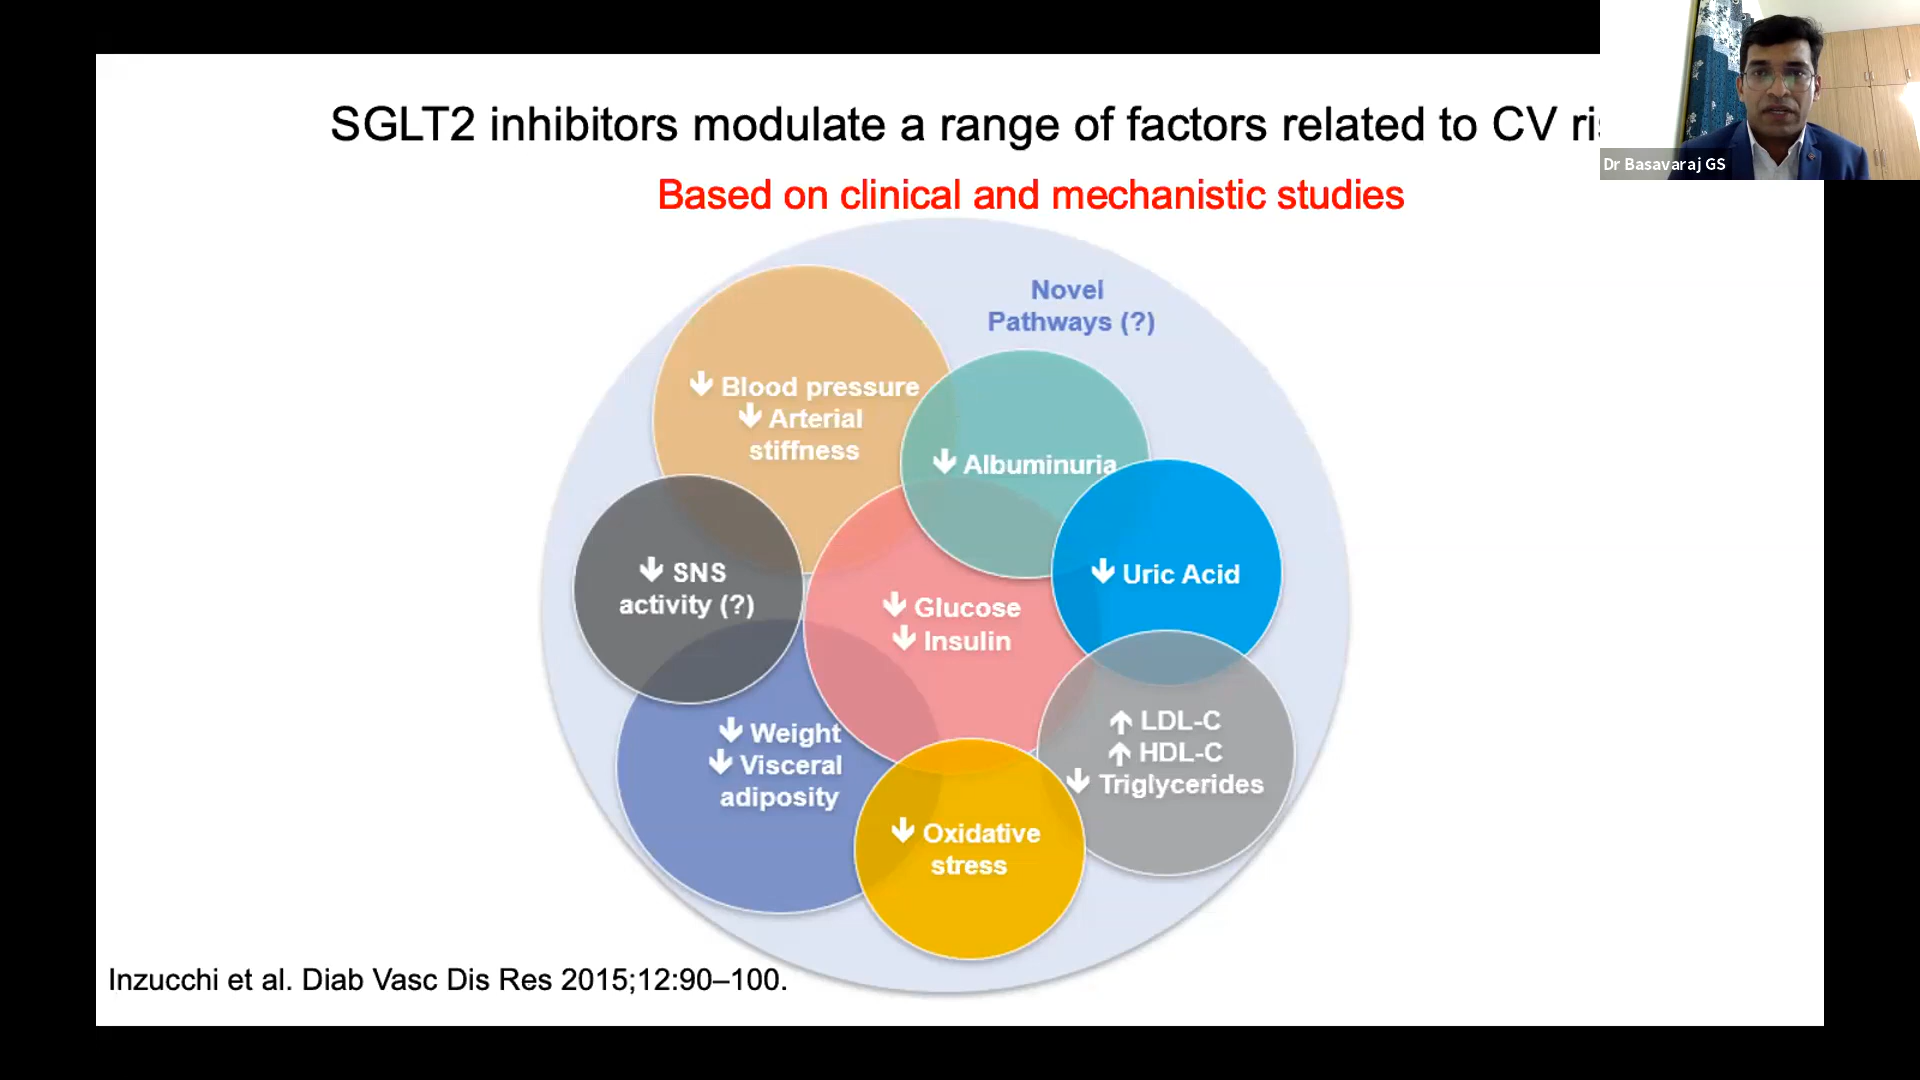 SGLT2 inhibitors modulate a range of factors related to CV
Based on clinical and mechanistic studies
Dr Basavaraj GS
Novel
Pathways (?)
↓ Blood pressure
↓ Arterial
stiffness
↓ Albuminuria
↓ SNS
activity (?)
↓ Uric Acid
↓ Glucose
↓ Insulin
↓ Weight
↓ Visceral
adiposity
↑ LDL-C
↑ HDL-C
↓ Triglycerides
↓ Oxidative
stress
Inzucchi et al. Diab Vasc Dis Res 2015;12:90–100.